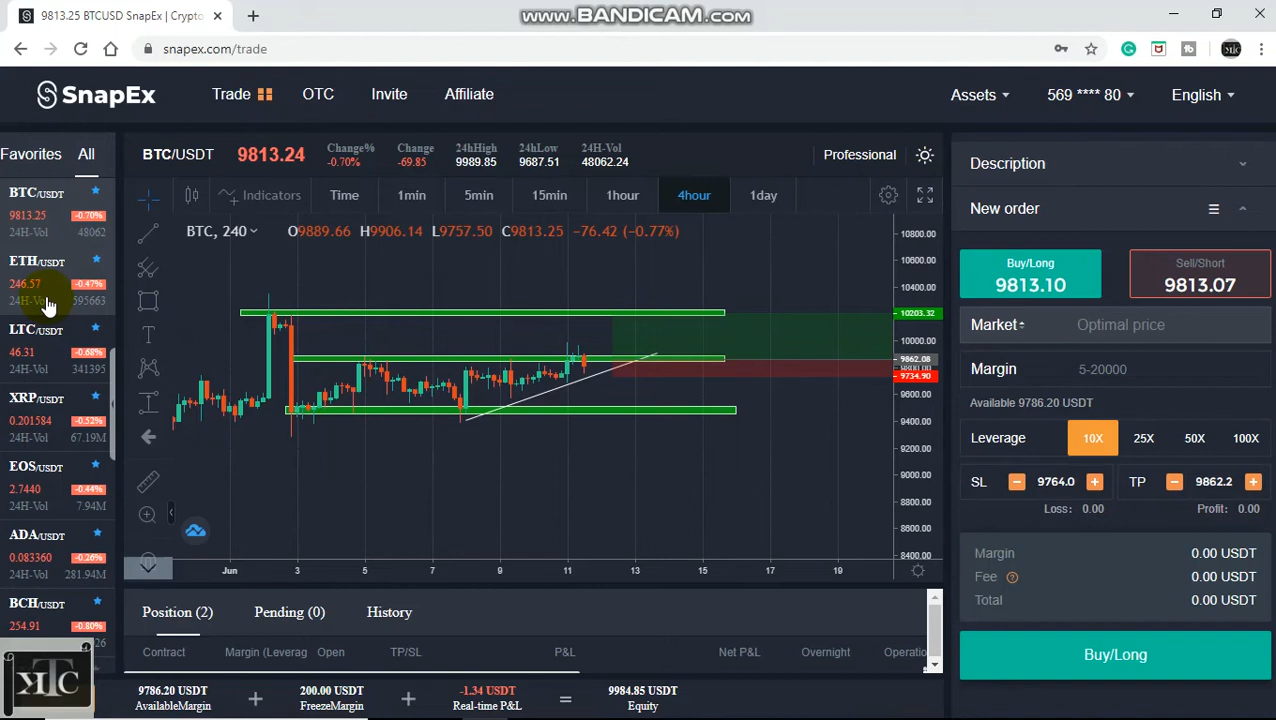 9813.25 BTCUSD SnapEx | Crypto
www.BANDICAM.com
snapex.com/trade
SnapEx
Trade OTC Invite Affiliate Assets 569 **** 80 English
Favorites All
BTC/USDT
9813.25 -0.70%
24H-Vol 48062
ETH/USDT
246.57 -0.47%
24H-Vol 595663
LTC/USDT
46.31 -0.68%
24H-Vol 341395
XRP/USDT
0.201584 -0.52%
24H-Vol 67.19M
EOS/USDT
2.7440 -0.44%
24H-Vol 7.94M
ADA/USDT
0.083360 -0.26%
24H-Vol 281.94M
BCH/USDT
254.91 -0.80%
KTC
BTC/USDT 9813.24
Change% -0.70%
Change -69.85
24hHigh 9989.85
24hLow 9687.51
24H-Vol 48062.24
Professional
Indicators Time 1min 5min 15min 1hour 4hour 1day
BTC, 240 O9889.66 H9906.14 L9757.50 C9813.25 -76.42 (-0.77%)
10800.00
10600.00
10400.00
10203.32
10000.00
9862.08
9800.00
9734.90
9600.00
9400.00
9200.00
9000.00
8800.00
8600.00
8400.00
Jun 3 5 7 9 11 13 15 17 19
Position (2) Pending (0) History
Contract Margin (Leverag Open TP/SL P&L Net P&L Overnight Operatio
9786.20 USDT + 200.00 USDT + -1.34 USDT = 9984.85 USDT
AvailableMargin FreezeMargin Real-time P&L Equity
Description
New order
Buy/Long
9813.10
Sell/Short
9813.07
Market Optimal price
Margin 5-20000
Available 9786.20 USDT
Leverage 10X 25X 50X 100X
SL − 9764.0 + TP − 9862.2 +
Loss: 0.00 Profit: 0.00
Margin 0.00 USDT
Fee ? 0.00 USDT
Total 0.00 USDT
Buy/Long